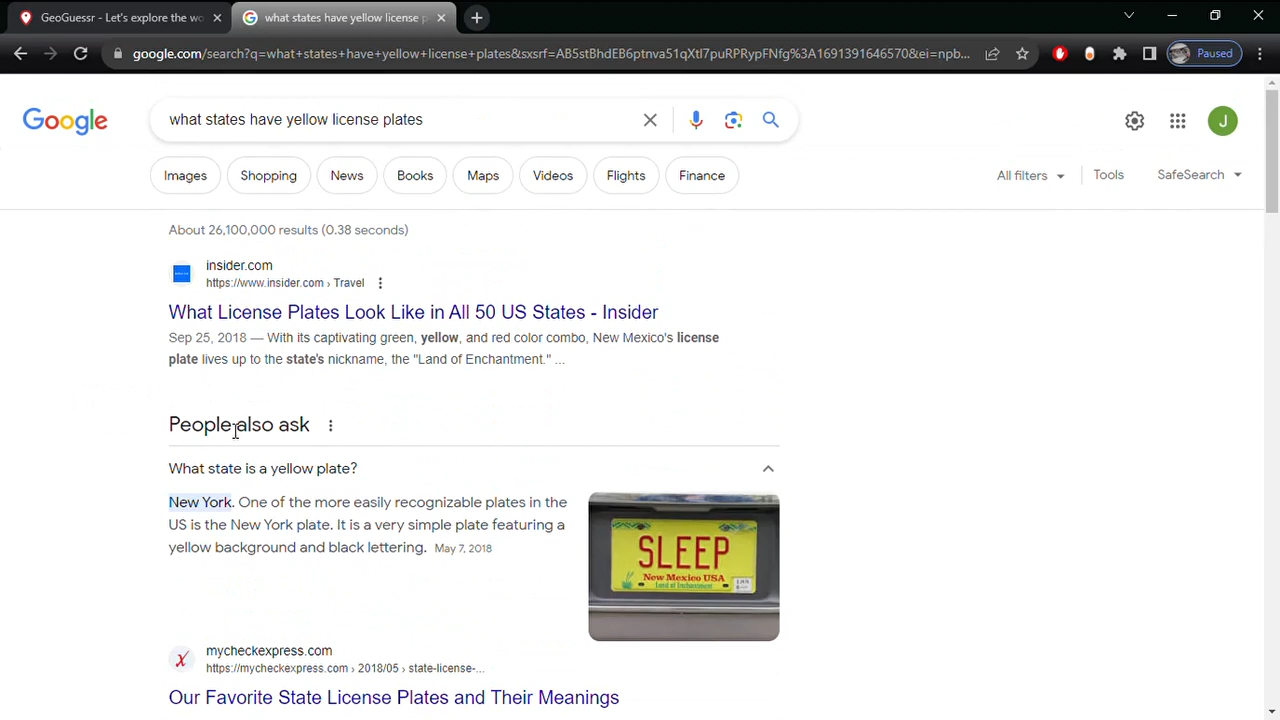 GeoGuessr - Let's explore the wo
what states have yellow license p
google.com/search?q=what+states+have+yellow+license+plates&sxsrf=AB5stBhdEB6ptnva51qXtI7puRPRypFNfg%3A1691391646570&ei=npb...
Paused
Google
what states have yellow license plates
J
Images
Shopping
News
Books
Maps
Videos
Flights
Finance
All filters
Tools
SafeSearch
About 26,100,000 results (0.38 seconds)
insider.com
https://www.insider.com › Travel
What License Plates Look Like in All 50 US States - Insider
Sep 25, 2018 — With its captivating green, yellow, and red color combo, New Mexico's license
plate lives up to the state's nickname, the "Land of Enchantment." ...
People also ask
What state is a yellow plate?
New York. One of the more easily recognizable plates in the
US is the New York plate. It is a very simple plate featuring a
yellow background and black lettering. May 7, 2018
SLEEP
New Mexico USA
Land of Enchantment
mycheckexpress.com
https://mycheckexpress.com › 2018/05 › state-license-...
Our Favorite State License Plates and Their Meanings